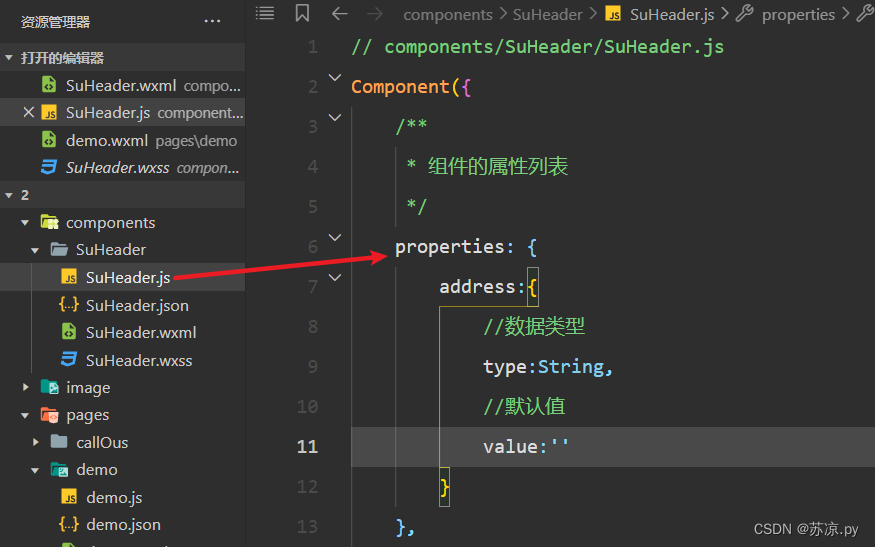 资源管理器 ...
打开的编辑器
SuHeader.wxml compo...
SuHeader.js component...
demo.wxml pages\demo
SuHeader.wxss compon...
2
components
SuHeader
SuHeader.js
SuHeader.json
SuHeader.wxml
SuHeader.wxss
image
pages
callOus
demo
demo.js
demo.json
components > SuHeader > JS SuHeader.js > properties >
1 // components/SuHeader/SuHeader.js
2 Component({
3 /**
4 * 组件的属性列表
5 */
6 properties: {
7 address:{
8 //数据类型
9 type:String,
10 //默认值
11 value:''
12 }
13 },
CSDN @苏凉.py